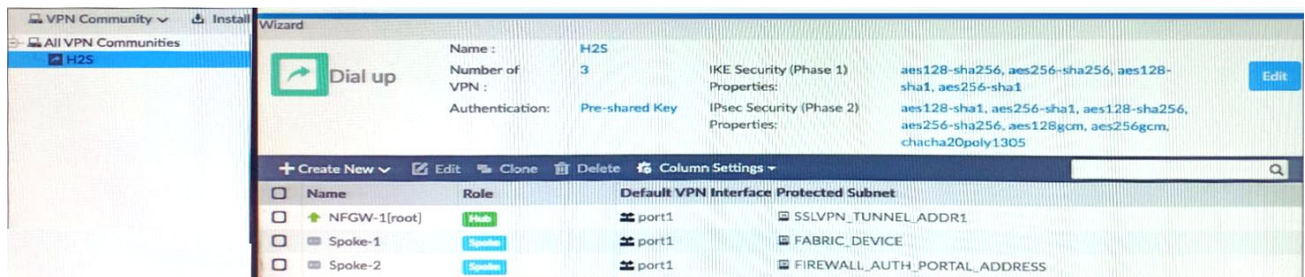 VPN Community
Install
All VPN Communities
H2S
Wizard
Dial up
Name :
H2S
Number of VPN :
3
Authentication:
Pre-shared Key
IKE Security (Phase 1) Properties:
aes128-sha256, aes256-sha256, aes128-
sha1, aes256-sha1
IPsec Security (Phase 2) Properties:
aes128-sha1, aes256-sha1, aes128-sha256,
aes256-sha256, aes128gcm, aes256gcm,
chacha20poly1305
Edit
Create New Edit Clone Delete Column Settings
Name Role Default VPN Interface Protected Subnet
NFGW-1[root] Hub port1 SSLVPN_TUNNEL_ADDR1
Spoke-1 Spoke port1 FABRIC_DEVICE
Spoke-2 Spoke port1 FIREWALL_AUTH_PORTAL_ADDRESS